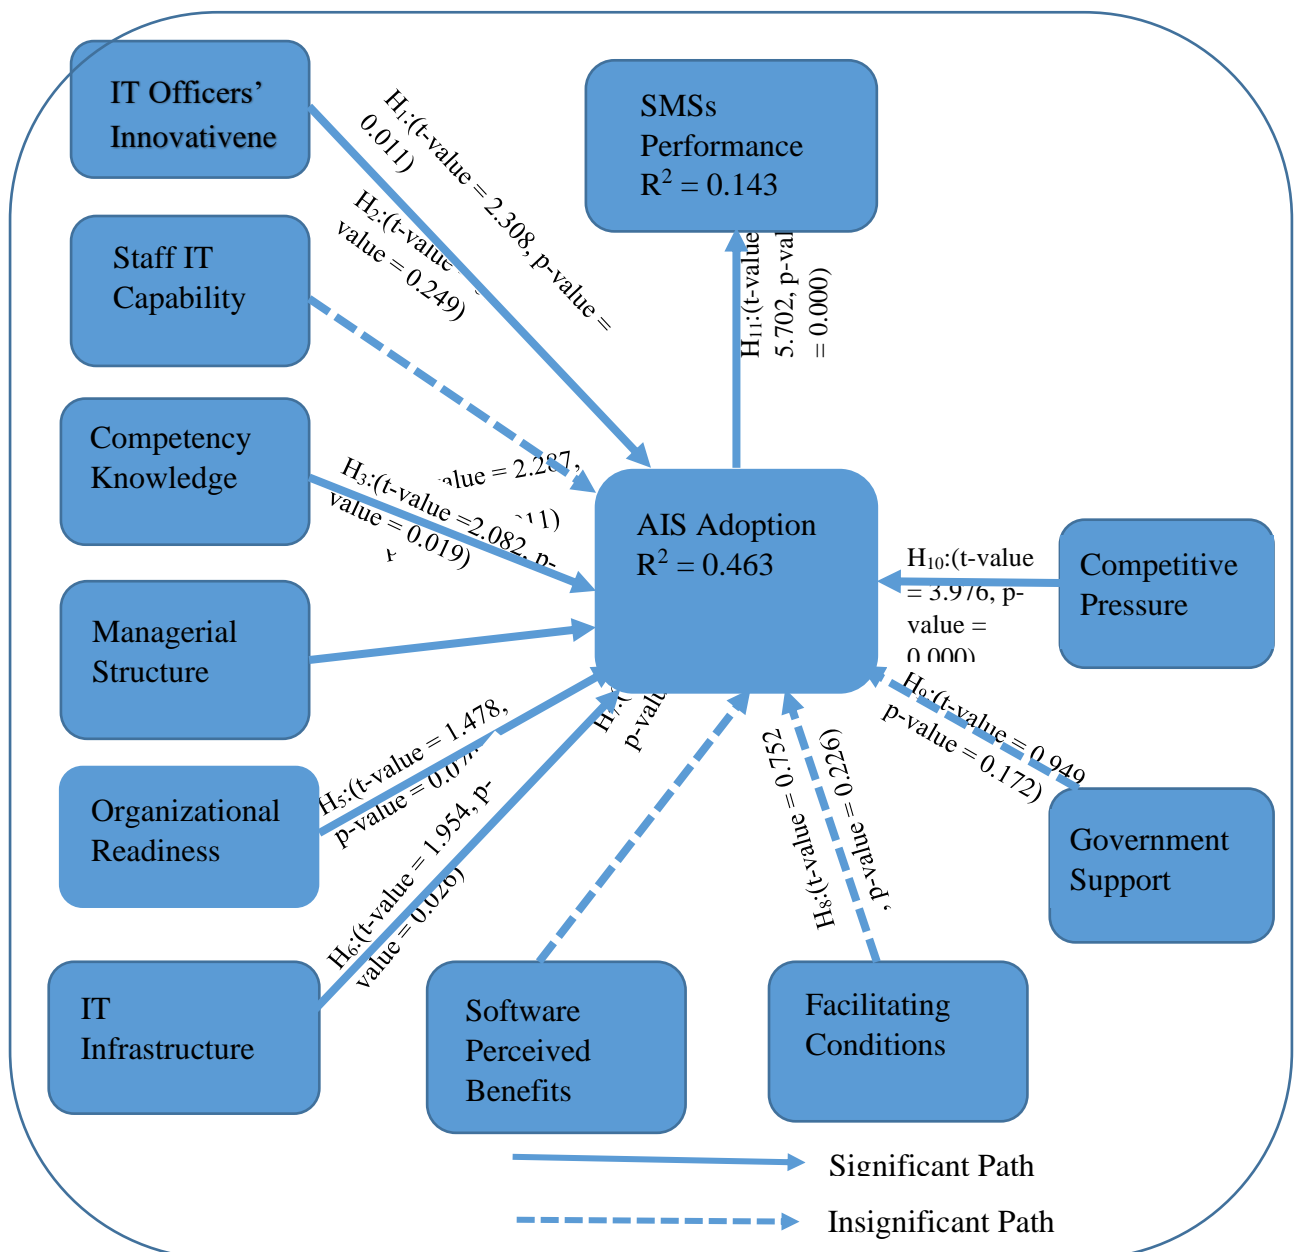 IT Officers’
Innovativene
SMSs
Performance
R² = 0.143
H₁:(t-value = 2.308, p-value =
0.011)
H₂:(t-value
value = 0.249)
Staff IT
Capability
H₁₁:(t-value
5.702, p-val
= 0.000)
Competency
Knowledge
= 2.287,
H₃:(t-value =2.082, p-
value = 0.019)
AIS Adoption
R² = 0.463
H₁₀:(t-value
= 3.976, p-
value =
0.000)
Competitive
Pressure
Managerial
Structure
H₅:(t-value = 1.478,
p-value =
H₆:(t-value = 1.954, p-
value = 0.026)
p-valu
H₈:(t-value = 0.752
, p-value = 0.226)
H₉:(t-value = 0.949
p-value = 0.172)
Organizational
Readiness
Government
Support
IT
Infrastructure
Software
Perceived
Benefits
Facilitating
Conditions
Significant Path
Insignificant Path